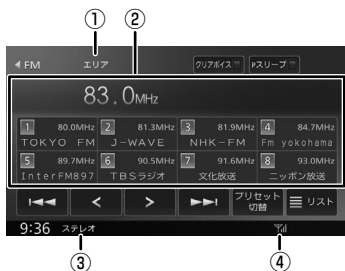 ① ②
◀ FM エリア クリアボイス Pスリープ
83.0MHz
1 80.0MHz 2 81.3MHz 3 81.9MHz 4 84.7MHz
TOKYO FM J-WAVE NHK-FM Fm yokohama
5 89.7MHz 6 90.5MHz 7 91.6MHz 8 93.0MHz
InterFM897 TBSラジオ 文化放送 ニッポン放送
プリセット
切替 リスト
9:36 ステレオ
③ ④